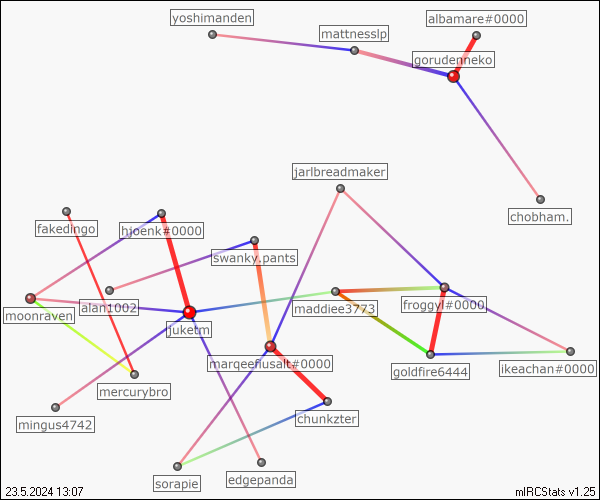 yoshimanden
albamare#0000
mattnesslp
gorudenneko
jarlbreadmaker
chobham.
fakedingo
hjoenk#0000
swanky.pants
alan1002
maddiee3773
froggyl#0000
moonraven
juketm
marqeefiusalt#0000
goldfire6444
ikeachan#0000
mercurybro
chunkzter
mingus4742
sorapie
edgepanda
23.5.2024 13:07
mIRCStats v1.25